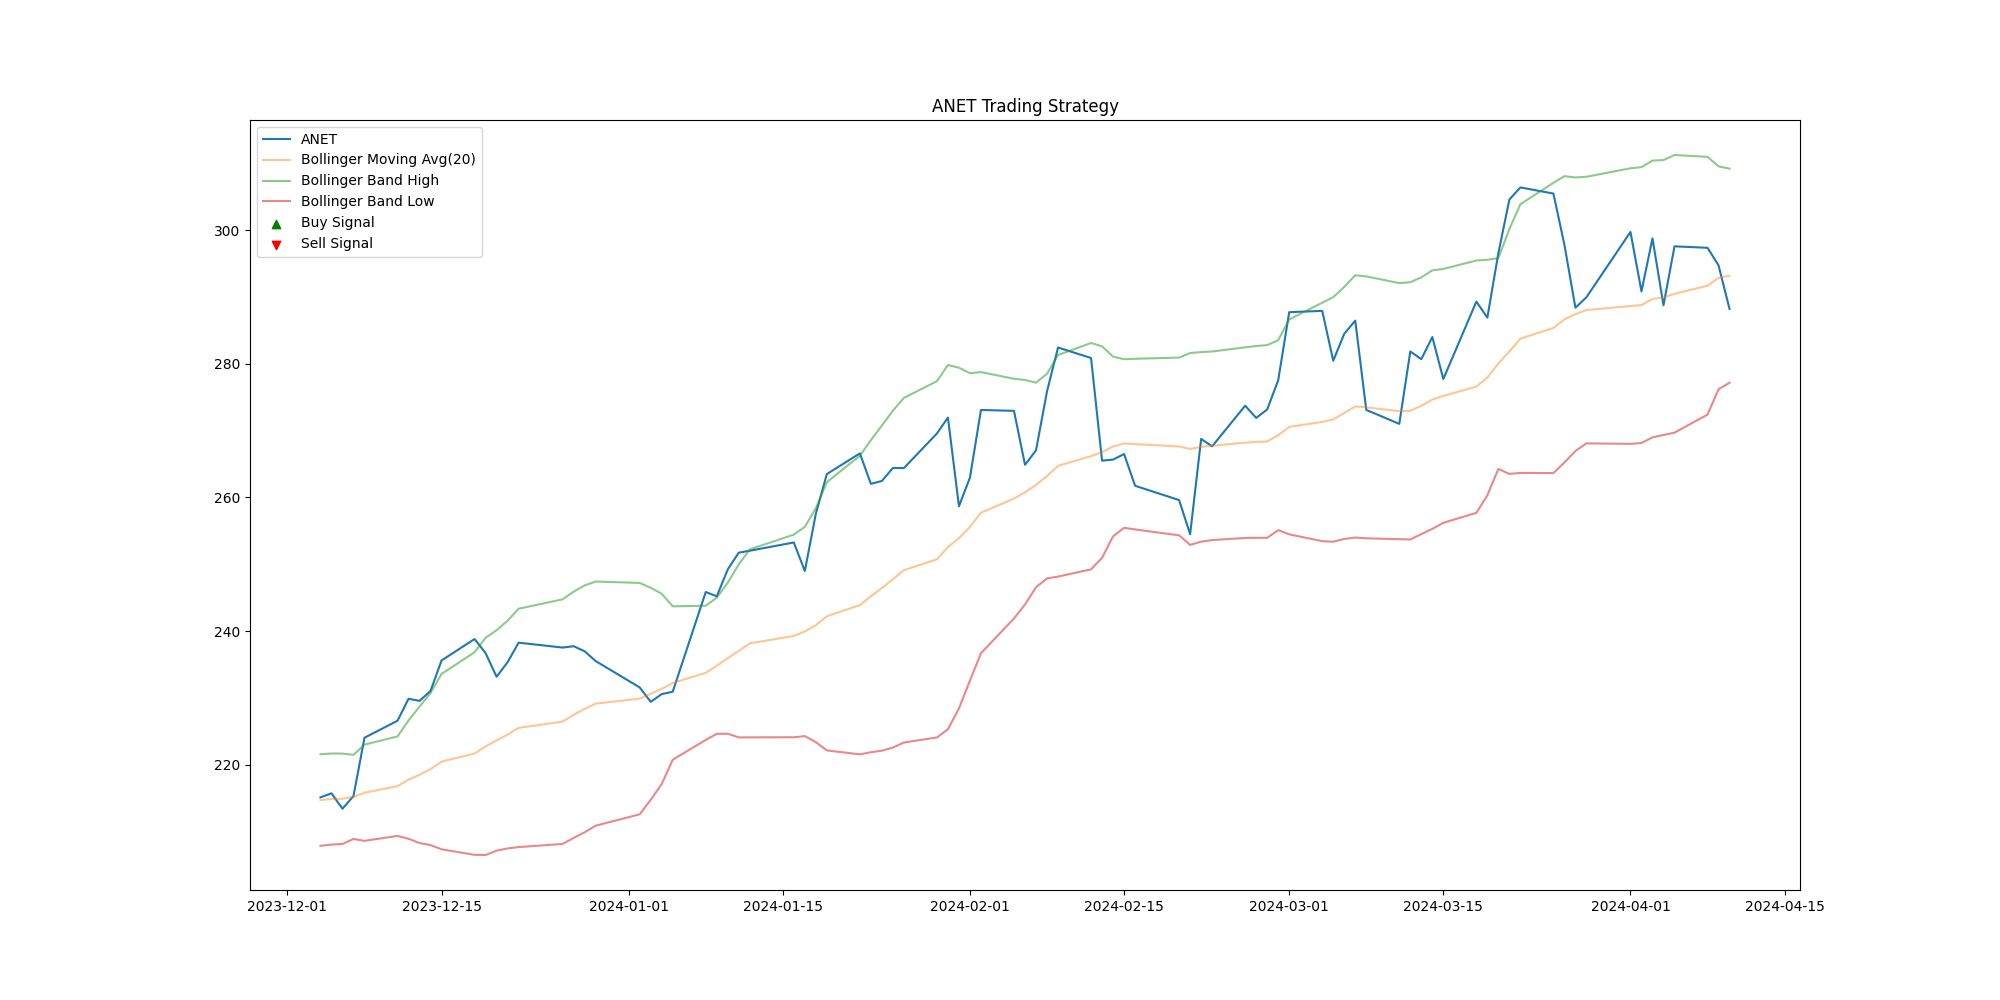 ANET Trading Strategy
ANET
Bollinger Moving Avg(20)
Bollinger Band High
Bollinger Band Low
Buy Signal
Sell Signal
300
280
260
240
220
2023-12-01 2023-12-15 2024-01-01 2024-01-15 2024-02-01 2024-02-15 2024-03-01 2024-03-15 2024-04-01 2024-04-15